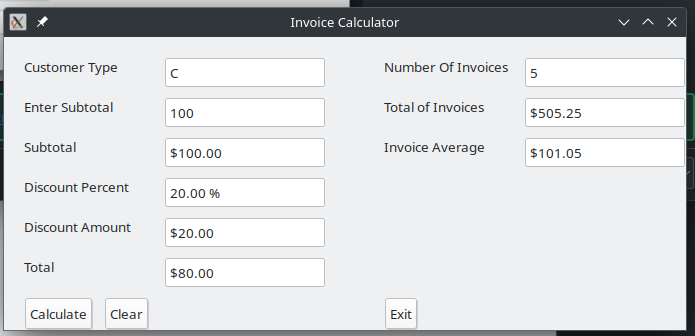 Invoice Calculator
Customer Type C Number Of Invoices 5
Enter Subtotal 100 Total of Invoices $505.25
Subtotal $100.00 Invoice Average $101.05
Discount Percent 20.00 %
Discount Amount $20.00
Total $80.00
Calculate Clear Exit